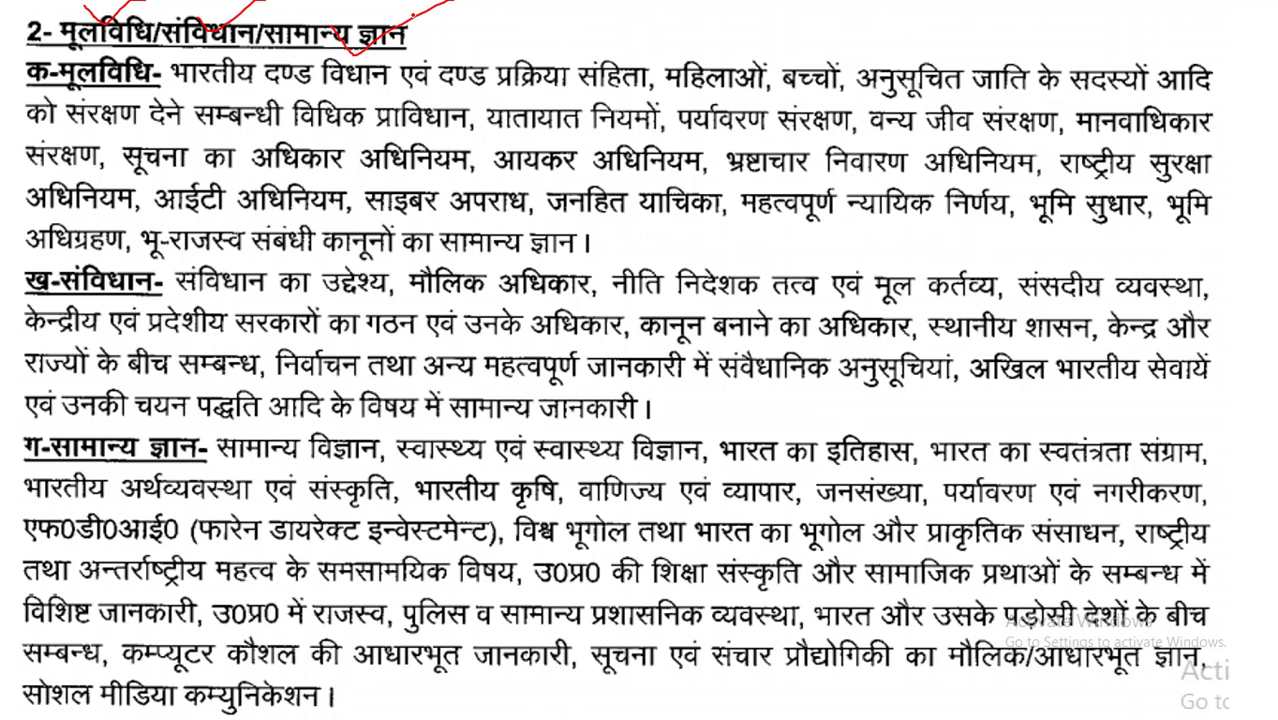 2- मूलविधि/संविधान/सामान्य ज्ञान
क-मूलविधि- भारतीय दण्ड विधान एवं दण्ड प्रक्रिया संहिता, महिलाओं, बच्चों, अनुसूचित जाति के सदस्यों आदि
को संरक्षण देने सम्बन्धी विधिक प्राविधान, यातायात नियमों, पर्यावरण संरक्षण, वन्य जीव संरक्षण, मानवाधिकार
संरक्षण, सूचना का अधिकार अधिनियम, आयकर अधिनियम, भ्रष्टाचार निवारण अधिनियम, राष्ट्रीय सुरक्षा
अधिनियम, आईटी अधिनियम, साइबर अपराध, जनहित याचिका, महत्वपूर्ण न्यायिक निर्णय, भूमि सुधार, भूमि
अधिग्रहण, भू-राजस्व संबंधी कानूनों का सामान्य ज्ञान।
ख-संविधान- संविधान का उद्देश्य, मौलिक अधिकार, नीति निदेशक तत्व एवं मूल कर्तव्य, संसदीय व्यवस्था,
केन्द्रीय एवं प्रदेशीय सरकारों का गठन एवं उनके अधिकार, कानून बनाने का अधिकार, स्थानीय शासन, केन्द्र और
राज्यों के बीच सम्बन्ध, निर्वाचन तथा अन्य महत्वपूर्ण जानकारी में संवैधानिक अनुसूचियां, अखिल भारतीय सेवायें
एवं उनकी चयन पद्धति आदि के विषय में सामान्य जानकारी।
ग-सामान्य ज्ञान- सामान्य विज्ञान, स्वास्थ्य एवं स्वास्थ्य विज्ञान, भारत का इतिहास, भारत का स्वतंत्रता संग्राम,
भारतीय अर्थव्यवस्था एवं संस्कृति, भारतीय कृषि, वाणिज्य एवं व्यापार, जनसंख्या, पर्यावरण एवं नगरीकरण,
एफ0डी0आई0 (फारेन डायरेक्ट इन्वेस्टमेन्ट), विश्व भूगोल तथा भारत का भूगोल और प्राकृतिक संसाधन, राष्ट्रीय
तथा अन्तर्राष्ट्रीय महत्व के समसामयिक विषय, उ0प्र0 की शिक्षा संस्कृति और सामाजिक प्रथाओं के सम्बन्ध में
विशिष्ट जानकारी, उ0प्र0 में राजस्व, पुलिस व सामान्य प्रशासनिक व्यवस्था, भारत और उसके पड़ोसी देशों के बीच
Activate Windows
Go to Settings to activate Windows.
सम्बन्ध, कम्प्यूटर कौशल की आधारभूत जानकारी, सूचना एवं संचार प्रौद्योगिकी का मौलिक/आधारभूत ज्ञान,
Acti
सोशल मीडिया कम्युनिकेशन।
Go to